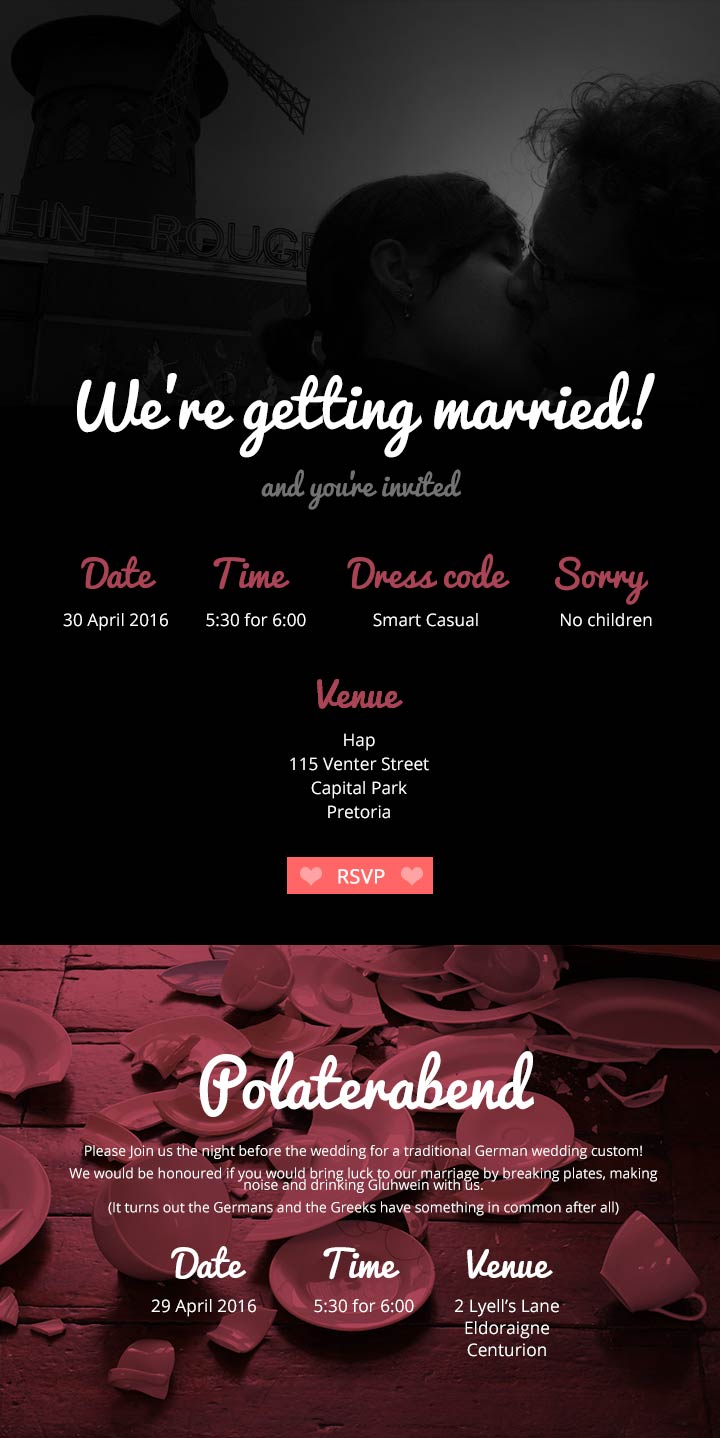 LIN ROUGE
We're getting married!
and you're invited
Date Time Dress code Sorry
30 April 2016 5:30 for 6:00 Smart Casual No children
Venue
Hap
115 Venter Street
Capital Park
Pretoria
RSVP
Polaterabend
Please Join us the night before the wedding for a traditional German wedding custom!
We would be honoured if you would bring luck to our marriage by breaking plates, making
noise and drinking Gluhwein with us.
(It turns out the Germans and the Greeks have something in common after all)
Date Time Venue
29 April 2016 5:30 for 6:00 2 Lyell's Lane
Eldoraigne
Centurion